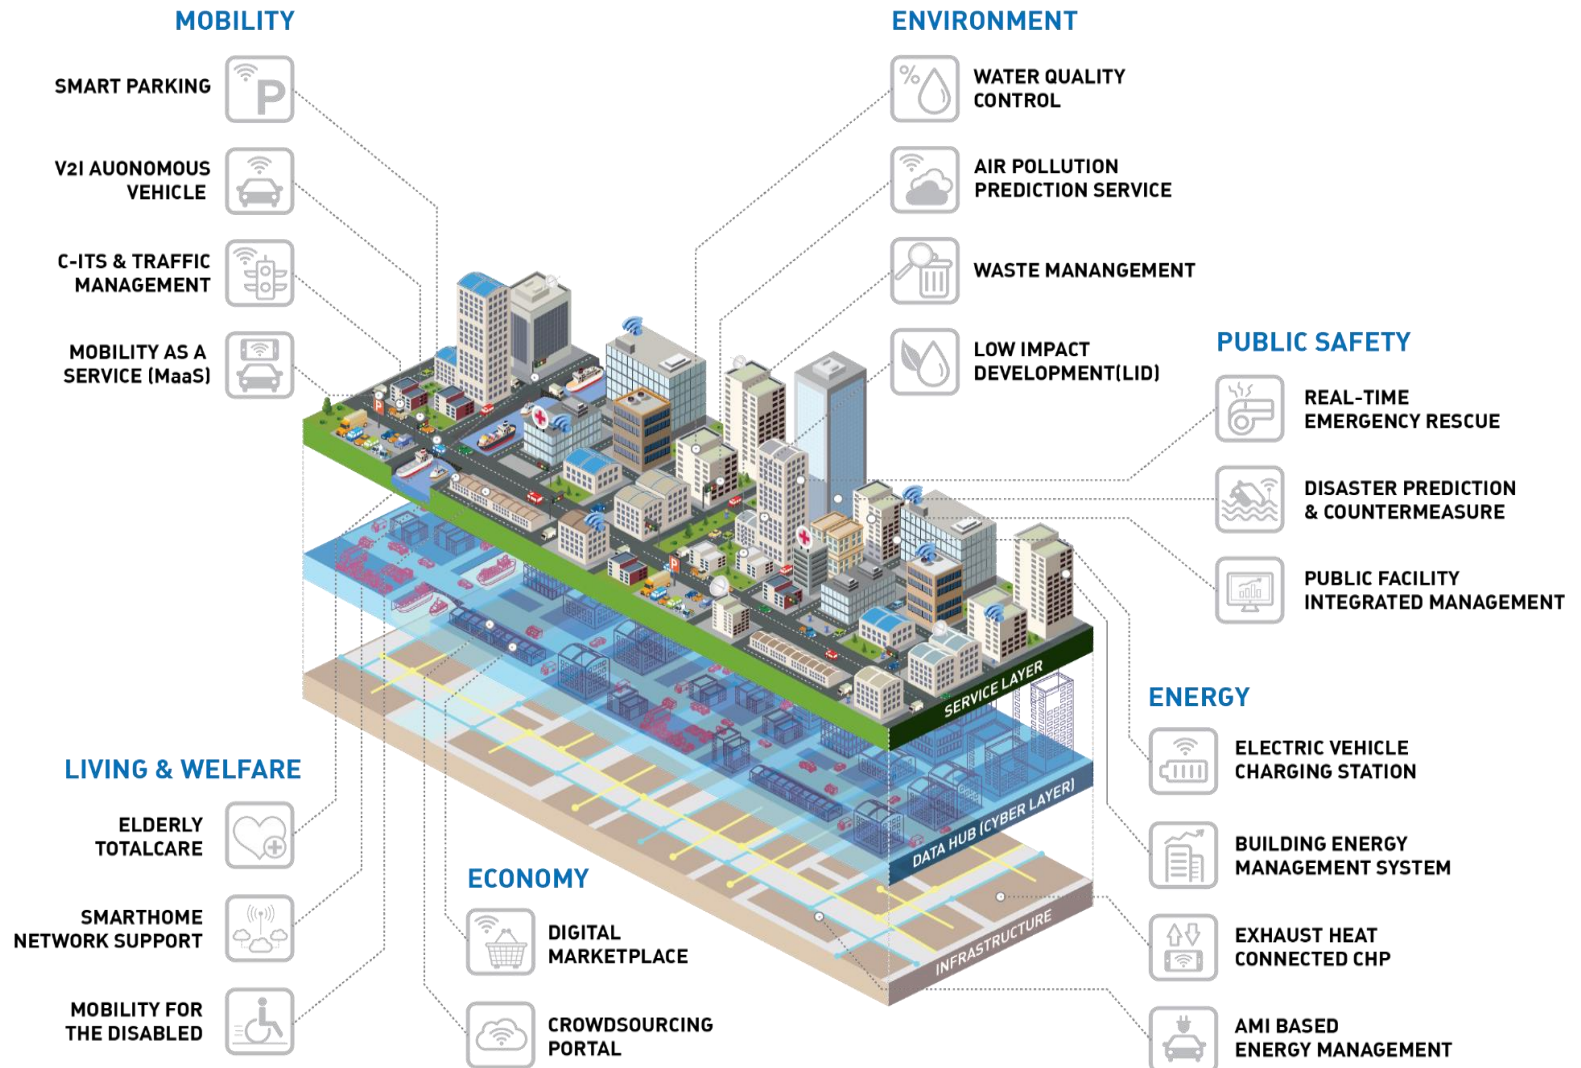 MOBILITY
SMART PARKING
P
V2I AUONOMOUS
VEHICLE
C-ITS & TRAFFIC
MANAGEMENT
MOBILITY AS A
SERVICE (MaaS)
ENVIRONMENT
%
WATER QUALITY
CONTROL
AIR POLLUTION
PREDICTION SERVICE
WASTE MANANGEMENT
LOW IMPACT
DEVELOPMENT(LID)
PUBLIC SAFETY
REAL-TIME
EMERGENCY RESCUE
DISASTER PREDICTION
& COUNTERMEASURE
PUBLIC FACILITY
INTEGRATED MANAGEMENT
P
P
SERVICE LAYER
DATA HUB (CYBER LAYER)
INFRASTRUCTURE
ENERGY
ELECTRIC VEHICLE
CHARGING STATION
BUILDING ENERGY
MANAGEMENT SYSTEM
EXHAUST HEAT
CONNECTED CHP
AMI BASED
ENERGY MANAGEMENT
LIVING & WELFARE
ELDERLY
TOTALCARE
SMARTHOME
NETWORK SUPPORT
MOBILITY FOR
THE DISABLED
ECONOMY
DIGITAL
MARKETPLACE
CROWDSOURCING
PORTAL